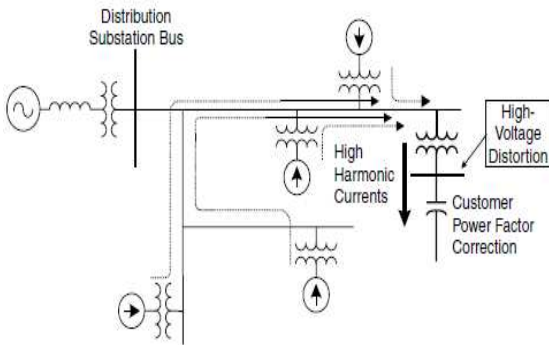 Distribution
Substation Bus
High-
Voltage
Distortion
High
Harmonic
Currents
Customer
Power Factor
Correction